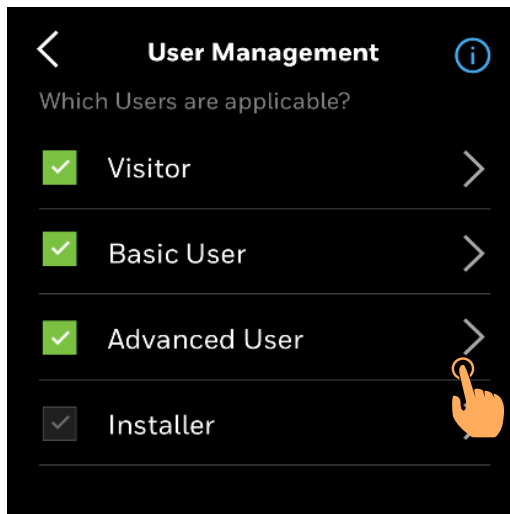 User Management
i
Which Users are applicable?
Visitor
Basic User
Advanced User
Installer